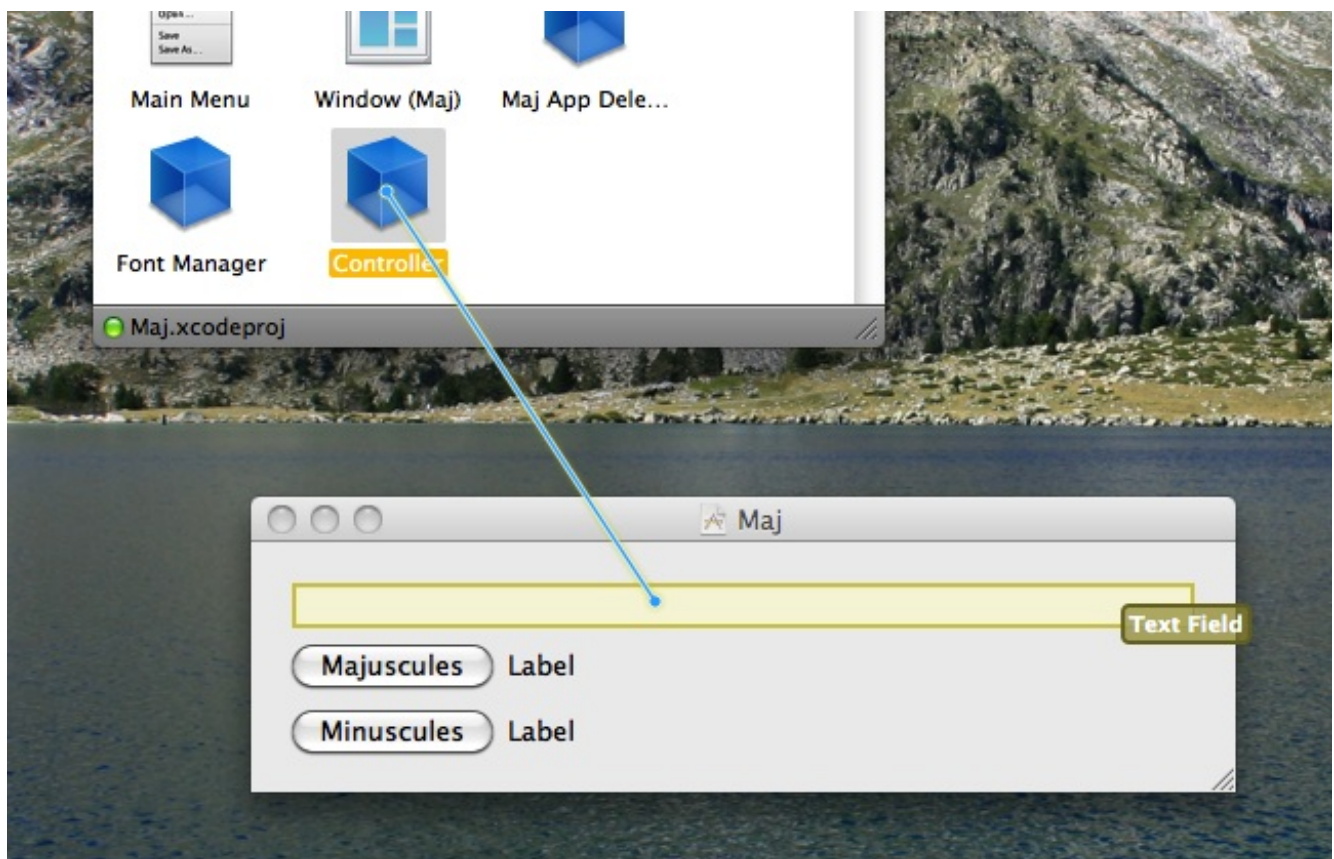 Open...
Save
Save As...
Main Menu
Window (Maj)
Maj App Dele...
Font Manager
Controller
Maj.xcodeproj
Maj
Text Field
Majuscules
Label
Minuscules
Label